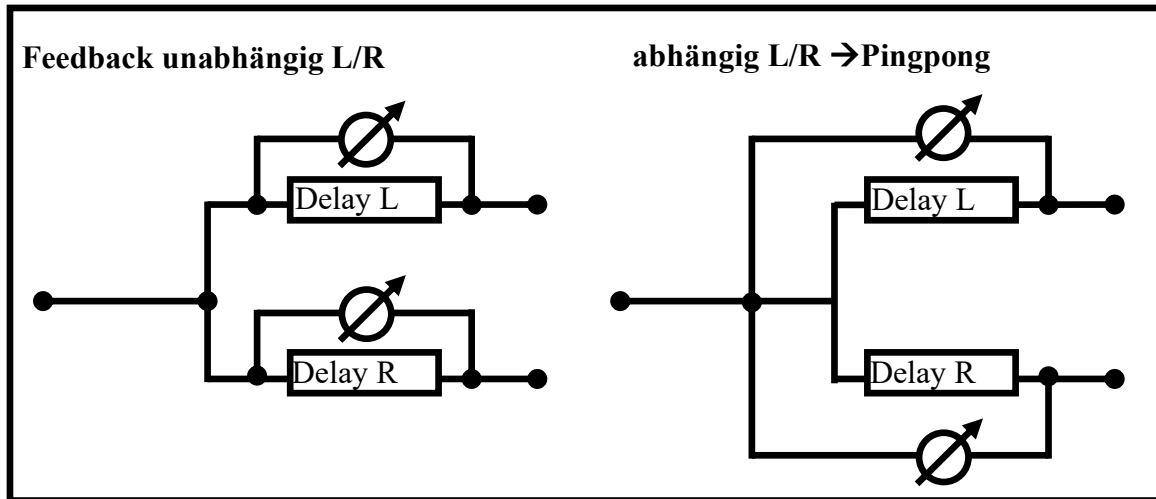 Feedback unabhängig L/R
abhängig L/R →Pingpong
Delay L
Delay R
Delay L
Delay R